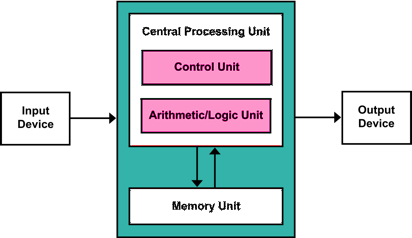 Central Processing Unit
Control Unit
Arithmetic/Logic Unit
Input
Device
Output
Device
Memory Unit